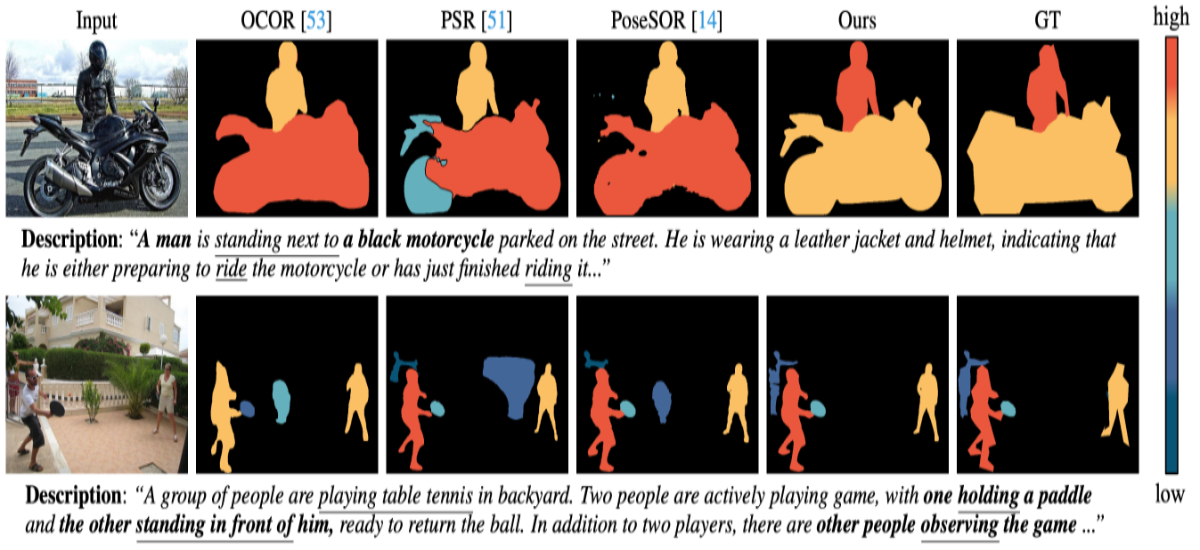 Input OCOR [53] PSR [51] PoseSOR [14] Ours GT high
Description: “A man is standing next to a black motorcycle parked on the street. He is wearing a leather jacket and helmet, indicating that
he is either preparing to ride the motorcycle or has just finished riding it...”
Description: “A group of people are playing table tennis in backyard. Two people are actively playing game, with one holding a paddle
and the other standing in front of him, ready to return the ball. In addition to two players, there are other people observing the game ...”
low